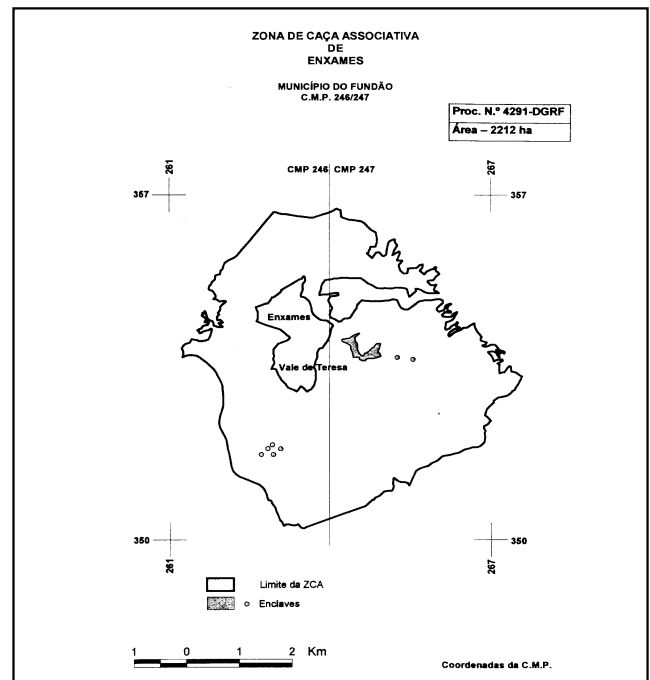 ZONA DE CAÇA ASSOCIATIVA
DE
ENXAMES
MUNICÍPIO DO FUNDÃO
C.M.P. 246/247
Proc. N.º 4291-DGRF
Área – 2212 ha
261
CMP 246 CMP 247
267
357
357
Enxames
Vale de Teresa
350
350
261
267
Limite da ZCA
Enclaves
1 0 1 2 Km
Coordenadas da C.M.P.